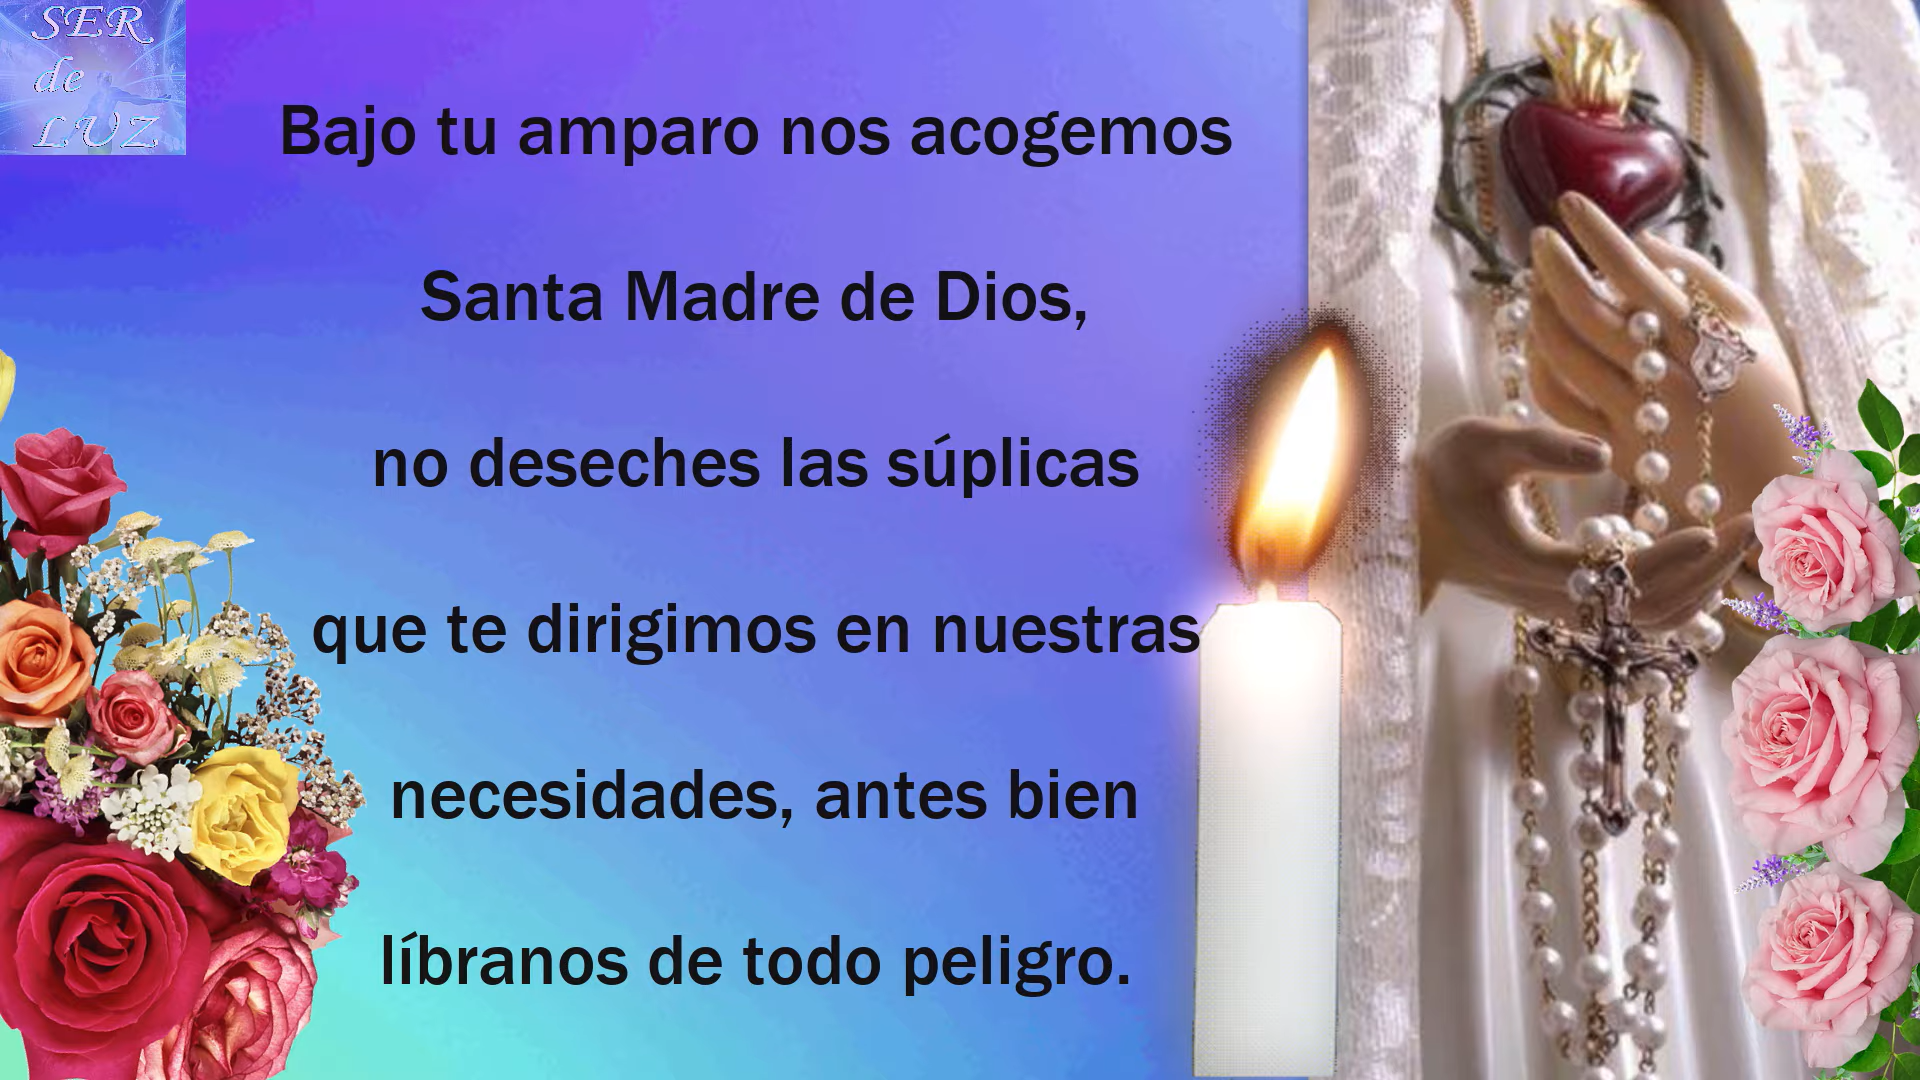 SER
de
LUZ
Bajo tu amparo nos acogemos
Santa Madre de Dios,
no deseches las súplicas
que te dirigimos en nuestras
necesidades, antes bien
líbranos de todo peligro.